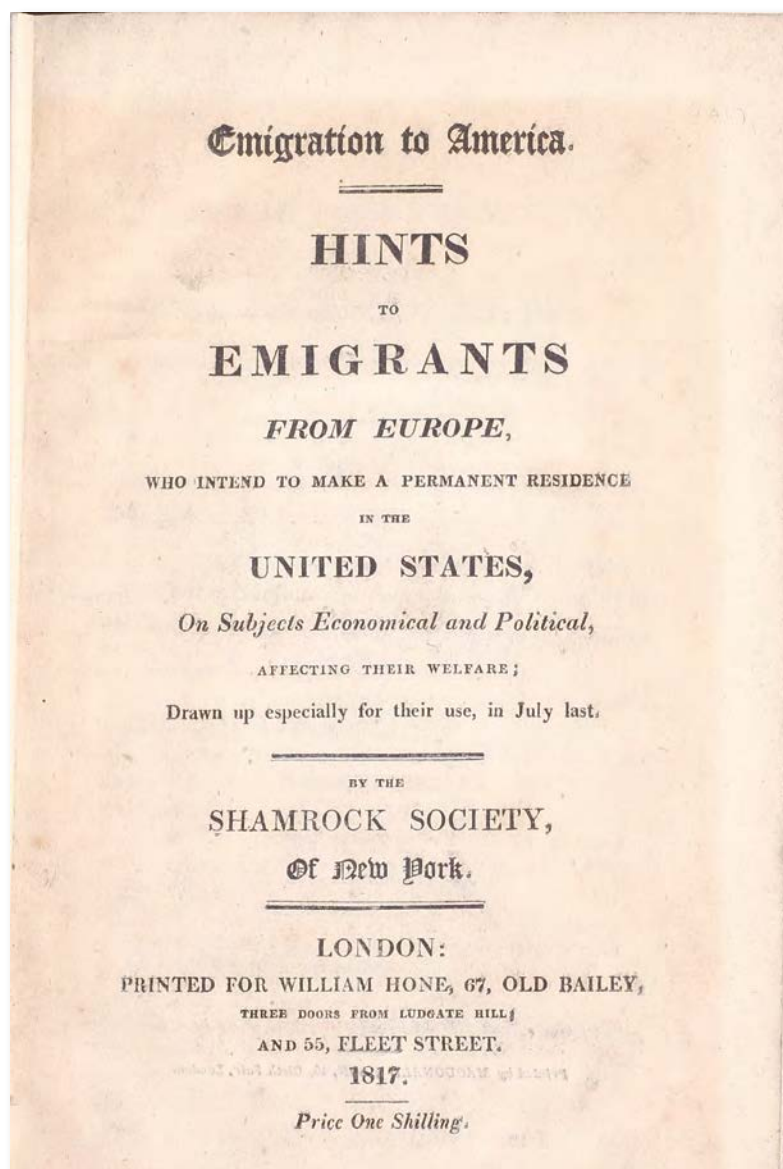 Emigration to America.
HINTS
TO
EMIGRANTS
FROM EUROPE,
WHO INTEND TO MAKE A PERMANENT RESIDENCE
IN THE
UNITED STATES,
On Subjects Economical and Political,
AFFECTING THEIR WELFARE;
Drawn up especially for their use, in July last.
BY THE
SHAMROCK SOCIETY,
Of New York.
LONDON:
PRINTED FOR WILLIAM HONE, 67, OLD BAILEY,
THREE DOORS FROM LUDGATE HILL;
AND 55, FLEET STREET.
1817.
Price One Shilling.